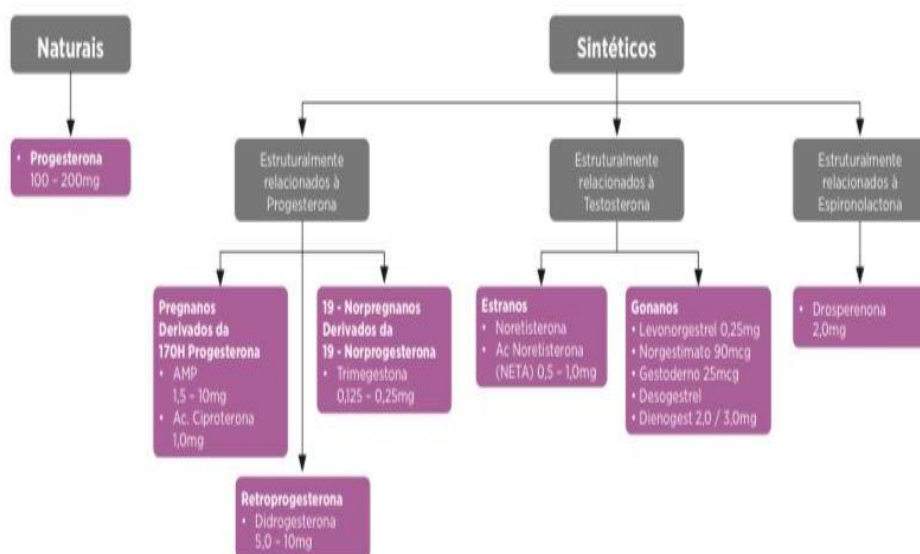 Naturais
Sintéticos
• Progesterona
100 - 200mg
Estruturalmente
relacionados à
Progesterona
Estruturalmente
relacionados à
Testosterona
Estruturalmente
relacionados à
Espironolactona
Pregnanos
Derivados da
17OH Progesterona
• AMP
1,5 - 10mg
• Ac. Ciproterona
1,0mg
19 - Norpregnanos
Derivados da
19 - Norprogesterona
• Trimegestona
0,125 - 0,25mg
Estranos
• Noretisterona
• Ac Noretisterona
(NETA) 0,5 - 1,0mg
Gonanos
• Levonorgestrel 0,25mg
• Norgestimato 90mcg
• Gestoderno 25mcg
• Desogestrel
• Dienogest 2,0 / 3,0mg
• Drosperenona
2,0mg
Retroprogesterona
• Didrogesterona
5,0 - 10mg